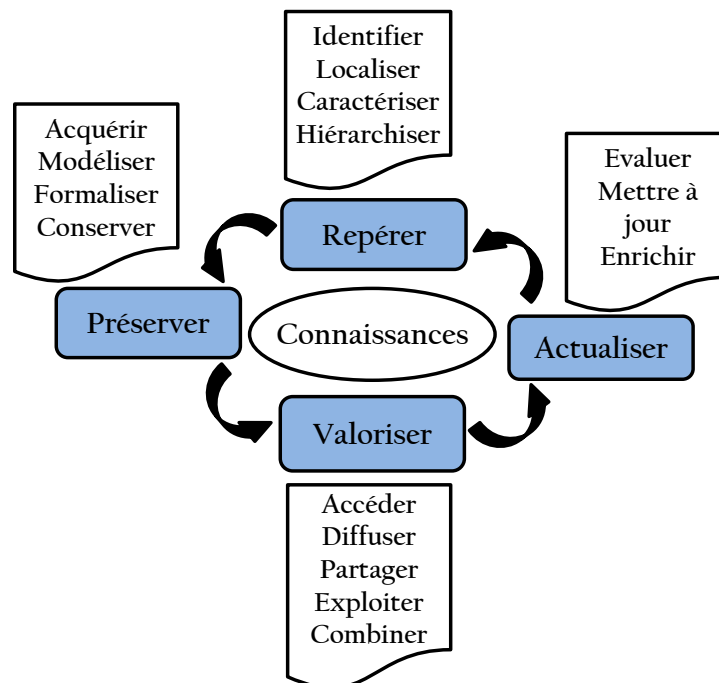 Identifier
Localiser
Caractériser
Hiérarchiser
Acquérir
Modéliser
Formaliser
Conserver
Evaluer
Mettre à
jour
Enrichir
Repérer
Préserver
Connaissances
Actualiser
Valoriser
Accéder
Diffuser
Partager
Exploiter
Combiner